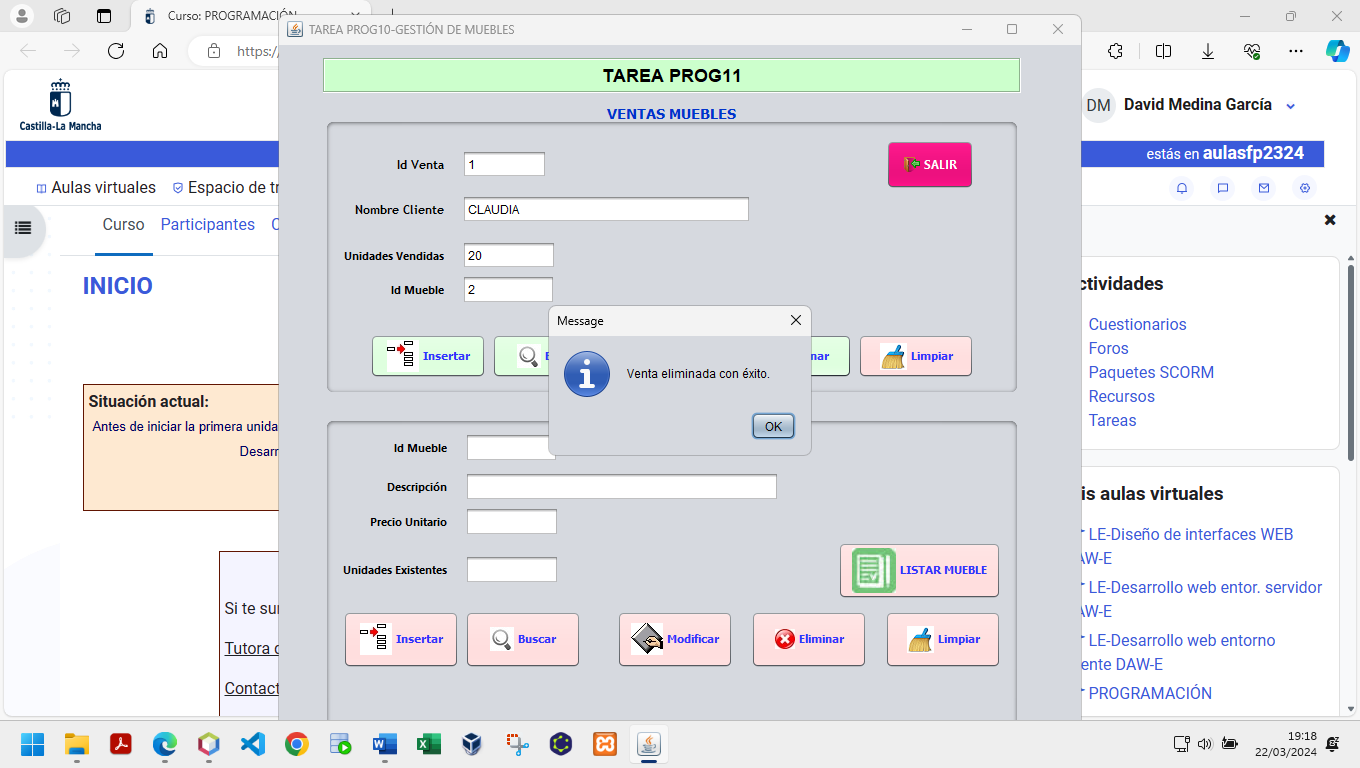 Curso: PROGRAMACIÓN
https:/
TAREA PROG10-GESTIÓN DE MUEBLES
Castilla-La Mancha
DM David Medina García
estás en aulasfp2324
Aulas virtuales
Espacio de tr
Curso Participantes C
INICIO
Situación actual:
Antes de iniciar la primera unida
Desarr
Si te sur
Tutora c
Contact
TAREA PROG11
VENTAS MUEBLES
Id Venta 1
SALIR
Nombre Cliente CLAUDIA
Unidades Vendidas 20
Id Mueble 2
Insertar
nar
Limpiar
Message
Venta eliminada con éxito.
OK
Id Mueble
Descripción
Precio Unitario
Unidades Existentes
LISTAR MUEBLE
Insertar
Buscar
Modificar
Eliminar
Limpiar
ctividades
Cuestionarios
Foros
Paquetes SCORM
Recursos
Tareas
is aulas virtuales
LE-Diseño de interfaces WEB
AW-E
LE-Desarrollo web entor. servidor
AW-E
LE-Desarrollo web entorno
ente DAW-E
PROGRAMACIÓN
19:18
22/03/2024